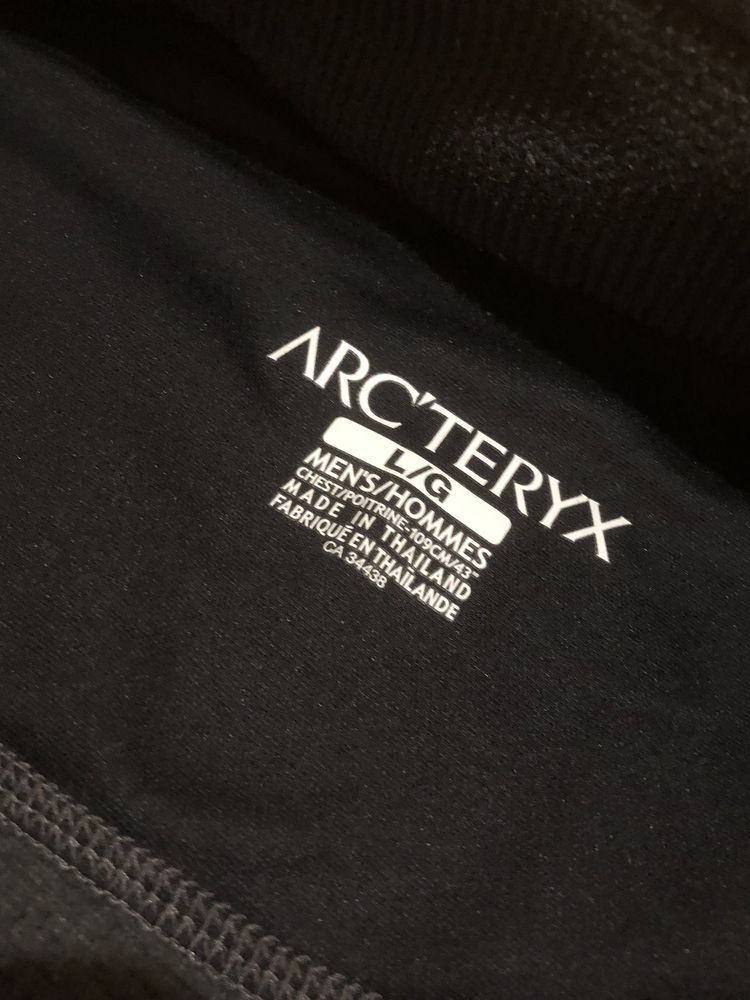 ARC'TERYX
L/G
MEN'S/HOMMES
CHEST/POITRINE-109CM/43"
MADE IN THAILAND
FABRIQUÉ EN THAÏLANDE
CA 34438